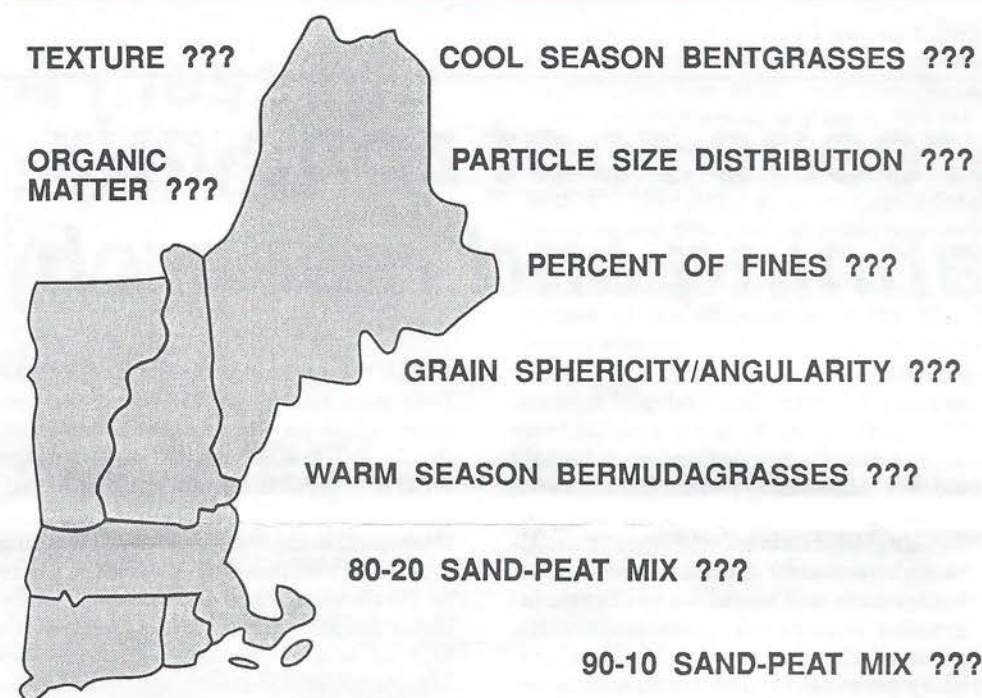 TEXTURE ???
COOL SEASON BENTGRASSES ???
ORGANIC
MATTER ???
PARTICLE SIZE DISTRIBUTION ???
PERCENT OF FINES ???
GRAIN SPHERICITY/ANGULARITY ???
WARM SEASON BERMUDAGRASSES ???
80-20 SAND-PEAT MIX ???
90-10 SAND-PEAT MIX ???